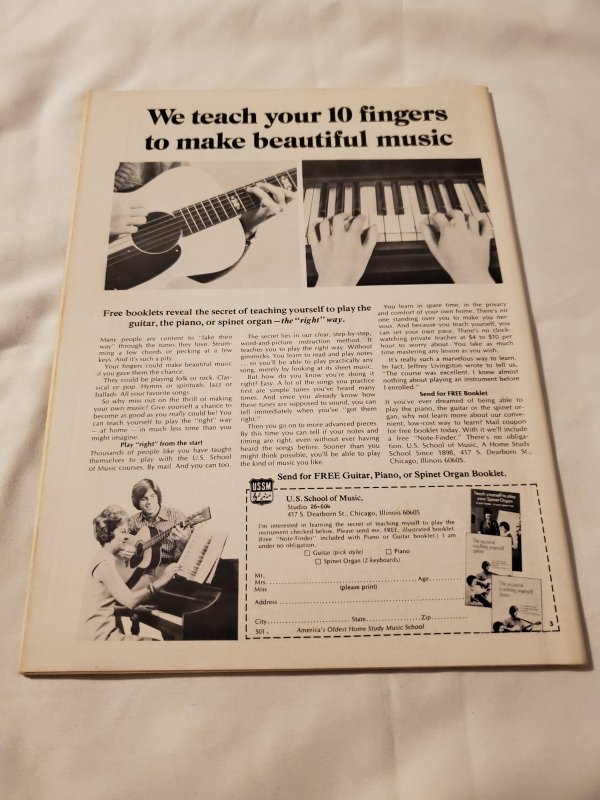 We teach your 10 fingers
to make beautiful music
Free booklets reveal the secret of teaching yourself to play the
guitar, the piano, or spinet organ—the "right" way.
Many people are content to "fake their
way" through the tunes they love. Strum-
ming a few chords or pecking at a few
keys. And it's such a pity.
Your fingers could make beautiful music
if you gave them the chance.
They could be playing folk or rock. Clas-
sical or pop. Hymns or spirituals. Jazz or
ballads. All your favorite songs.
So why miss out on the thrill of making
your own music? Give yourself a chance to
become as good as you really could be! You
can teach yourself to play the "right" way
— at home — in much less time than you
might imagine.
Play "right" from the start
Thousands of people like you have taught
themselves to play with the U.S. School
of Music courses. By mail. And you can too.
The secret lies in our clear, step-by-step,
word-and-picture instruction method. It
teaches you to play the right way. Without
gimmicks. You learn to read and play notes
. . . so you'll be able to play practically any
song, merely by looking at its sheet music.
But how do you know you're doing it
right? Easy. A lot of the songs you practice
first are simple tunes you've heard many
times. And since you already know how
these tunes are supposed to sound, you can
tell immediately when you've "got them
right."
Then you go on to more advanced pieces.
By this time you can tell if your notes and
timing are right, even without ever having
heard the songs before. Sooner than you
might think possible, you'll be able to play
the kind of music you like.
You learn in spare time, in the privacy
and comfort of your own home. There's no
one standing over you to make you ner-
vous. And because you teach yourself, you
can set your own pace. There's no clock-
watching private teacher at $4 to $10 per
hour to worry about. You take as much
time mastering any lesson as you wish.
It's really such a marvelous way to learn.
In fact, Jeffrey Livingston wrote to tell us,
"The course was excellent. I knew almost
nothing about playing an instrument before
I enrolled."
Send for FREE Booklet
If you've ever dreamed of being able to
play the piano, the guitar or the spinet or-
gan, why not learn more about our conve-
nient, low-cost way to learn? Mail coupon
for free booklet today. With it we'll include
a free "Note-Finder." There's no obliga-
tion. U.S. School of Music, A Home Study
School Since 1898, 417 S. Dearborn St.,
Chicago, Illinois 60605.
Send for FREE Guitar, Piano, or Spinet Organ Booklet.
USSM
U.S. School of Music,
Studio 26-604
417 S. Dearborn St., Chicago, Illinois 60605
I'm interested in learning the secret of teaching myself to play the
instrument checked below. Please send me, FREE, illustrated booklet.
(Free "Note-Finder" included with Piano or Guitar booklet.) I am
under no obligation.
Guitar (pick style) Piano
Spinet Organ (2 keyboards)
Mr.
Mrs.
Miss Age
(please print)
Address
City State Zip
501. America's Oldest Home Study Music School
Teach yourself to play
your Spinet Organ
3